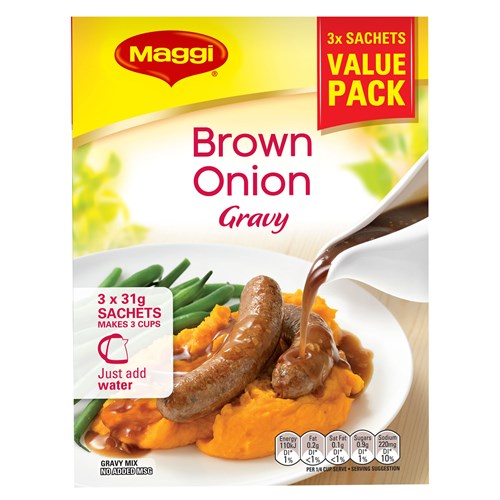 Maggi®
3x SACHETS
VALUE
PACK
Brown
Onion
Gravy
3 x 31g
SACHETS
MAKES 3 CUPS
Just add
water
Energy
110kJ
DI*
1%
Fat
0.2g
DI*
<1%
Sat Fat
0.1g
DI*
<1%
Sugars
0.9g
DI*
1%
Sodium
220mg
DI*
10%
PER 1/4 CUP SERVE • SERVING SUGGESTION
GRAVY MIX
NO ADDED MSG